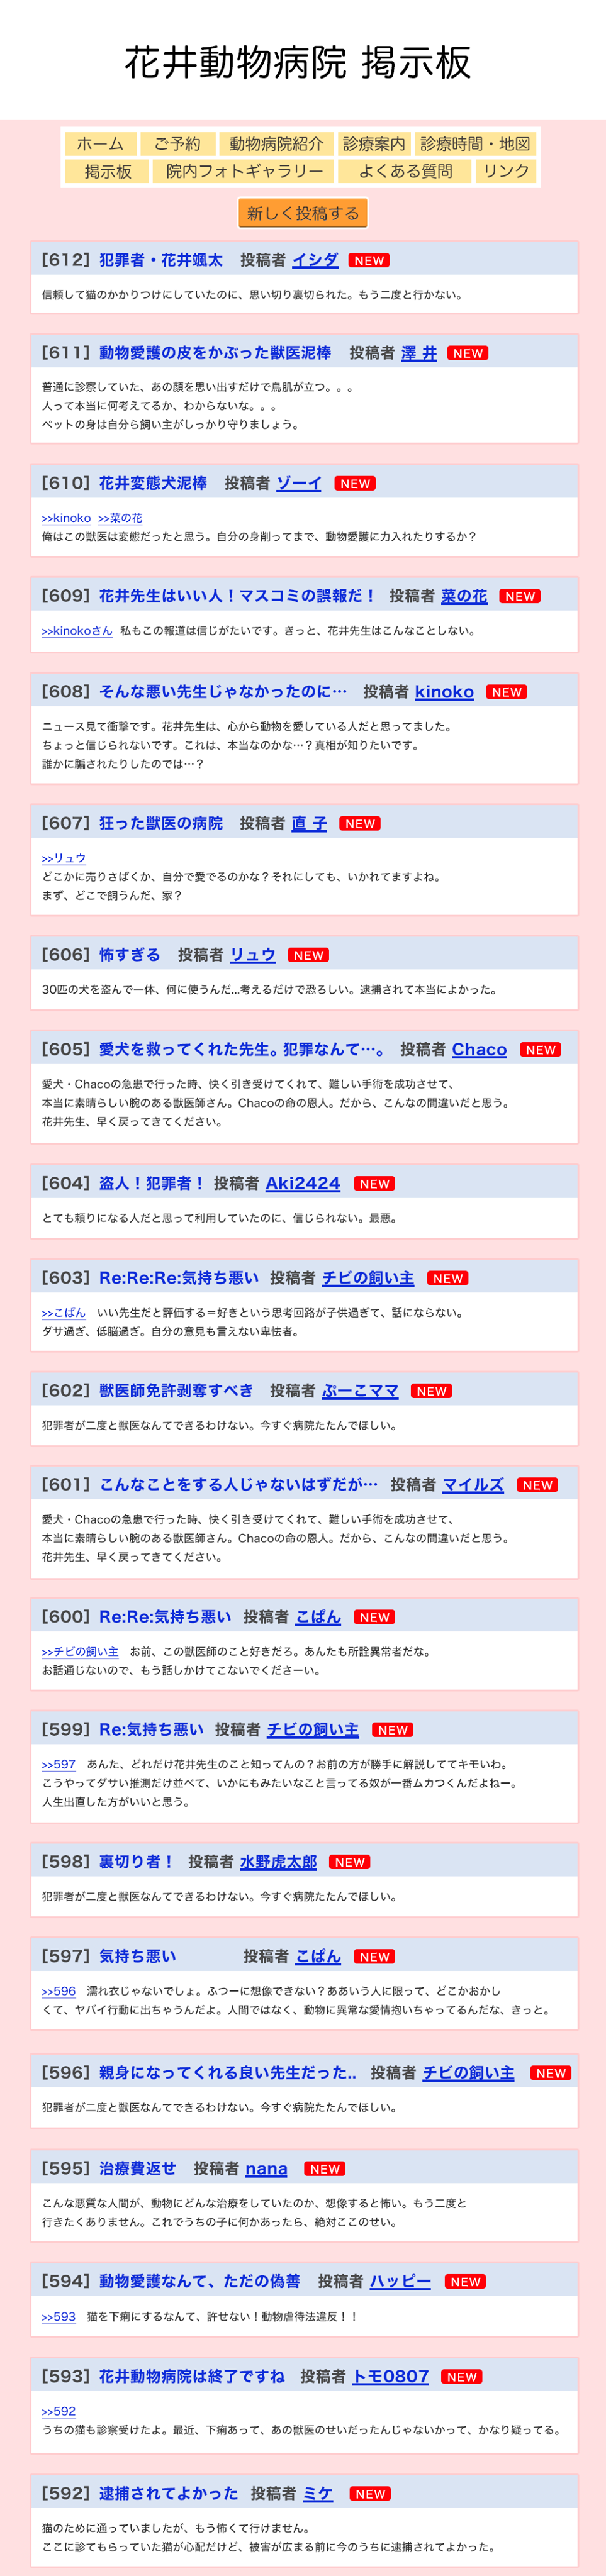 花井動物病院 掲示板
ホーム ご予約 動物病院紹介 診療案内 診療時間・地図
掲示板 院内フォトギャラリー よくある質問 リンク
新しく投稿する
[612] 犯罪者・花井颯太 投稿者 イシダ NEW
信頼して猫のかかりつけにしていたのに、思い切り裏切られた。もう二度と行かない。
[611] 動物愛護の皮をかぶった獣医泥棒 投稿者 澤 井 NEW
普通に診察していた、あの顔を思い出すだけで鳥肌が立つ。。。
人って本当に何考えてるか、わからないな。。。
ペットの身は自分ら飼い主がしっかり守りましょう。
[610] 花井変態犬泥棒 投稿者 ゾーイ NEW
>>kinoko >>菜の花
俺はこの獣医は変態だったと思う。自分の身削ってまで、動物愛護に力入れたりするか？
[609] 花井先生はいい人！マスコミの誤報だ！ 投稿者 菜の花 NEW
>>kinokoさん 私もこの報道は信じがたいです。きっと、花井先生はこんなことしない。
[608] そんな悪い先生じゃなかったのに… 投稿者 kinoko NEW
ニュース見て衝撃です。花井先生は、心から動物を愛している人だと思ってました。
ちょっと信じられないです。これは、本当なのかな…？真相が知りたいです。
誰かに騙されたりしたのでは…？
[607] 狂った獣医の病院 投稿者 直 子 NEW
>>リュウ
どこかに売りさばくか、自分で愛でるのかな？それにしても、いかれてますよね。
まず、どこで飼うんだ、家？
[606] 怖すぎる 投稿者 リュウ NEW
30匹の犬を盗んで一体、何に使うんだ...考えるだけで恐ろしい。逮捕されて本当によかった。
[605] 愛犬を救ってくれた先生。犯罪なんて…。 投稿者 Chaco NEW
愛犬・Chacoの急患で行った時、快く引き受けてくれて、難しい手術を成功させて、
本当に素晴らしい腕のある獣医師さん。Chacoの命の恩人。だから、こんなの間違いだと思う。
花井先生、早く戻ってきてください。
[604] 盗人！犯罪者！ 投稿者 Aki2424 NEW
とても頼りになる人だと思って利用していたのに、信じられない。最悪。
[603] Re:Re:Re:気持ち悪い 投稿者 チビの飼い主 NEW
>>こぱん いい先生だと評価する＝好きという思考回路が子供過ぎて、話にならない。
ダサ過ぎ、低脳過ぎ。自分の意見も言えない卑怯者。
[602] 獣医師免許剥奪すべき 投稿者 ぷーこママ NEW
犯罪者が二度と獣医なんてできるわけない。今すぐ病院たたんでほしい。
[601] こんなことをする人じゃないはずだが… 投稿者 マイルズ NEW
愛犬・Chacoの急患で行った時、快く引き受けてくれて、難しい手術を成功させて、
本当に素晴らしい腕のある獣医師さん。Chacoの命の恩人。だから、こんなの間違いだと思う。
花井先生、早く戻ってきてください。
[600] Re:Re:気持ち悪い 投稿者 こぱん NEW
>>チビの飼い主 お前、この獣医師のこと好きだろ。あんたも所詮異常者だな。
お話通じないので、もう話しかけてこないでくださーい。
[599] Re:気持ち悪い 投稿者 チビの飼い主 NEW
>>597 あんた、どれだけ花井先生のこと知ってんの？お前の方が勝手に解説しててキモいわ。
こうやってダサい推測だけ並べて、いかにもみたいなこと言ってる奴が一番ムカつくんだよねー。
人生出直した方がいいと思う。
[598] 裏切り者！ 投稿者 水野虎太郎 NEW
犯罪者が二度と獣医なんてできるわけない。今すぐ病院たたんでほしい。
[597] 気持ち悪い 投稿者 こぱん NEW
>>596 濡れ衣じゃないでしょ。ふつーに想像できない？ああいう人に限って、どこかおかし
くて、ヤバイ行動に出ちゃうんだよ。人間ではなく、動物に異常な愛情抱いちゃってるんだな、きっと。
[596] 親身になってくれる良い先生だった.. 投稿者 チビの飼い主 NEW
犯罪者が二度と獣医なんてできるわけない。今すぐ病院たたんでほしい。
[595] 治療費返せ 投稿者 nana NEW
こんな悪質な人間が、動物にどんな治療をしていたのか、想像すると怖い。もう二度と
行きたくありません。これでうちの子に何かあったら、絶対ここのせい。
[594] 動物愛護なんて、ただの偽善 投稿者 ハッピー NEW
>>593 猫を下痢にするなんて、許せない！動物虐待法違反！！
[593] 花井動物病院は終了ですね 投稿者 トモ0807 NEW
>>592
うちの猫も診察受けたよ。最近、下痢あって、あの獣医のせいだったんじゃないかって、かなり疑ってる。
[592] 逮捕されてよかった 投稿者 ミケ NEW
猫のために通っていましたが、もう怖くて行けません。
ここに診てもらっていた猫が心配だけど、被害が広まる前に今のうちに逮捕されてよかった。